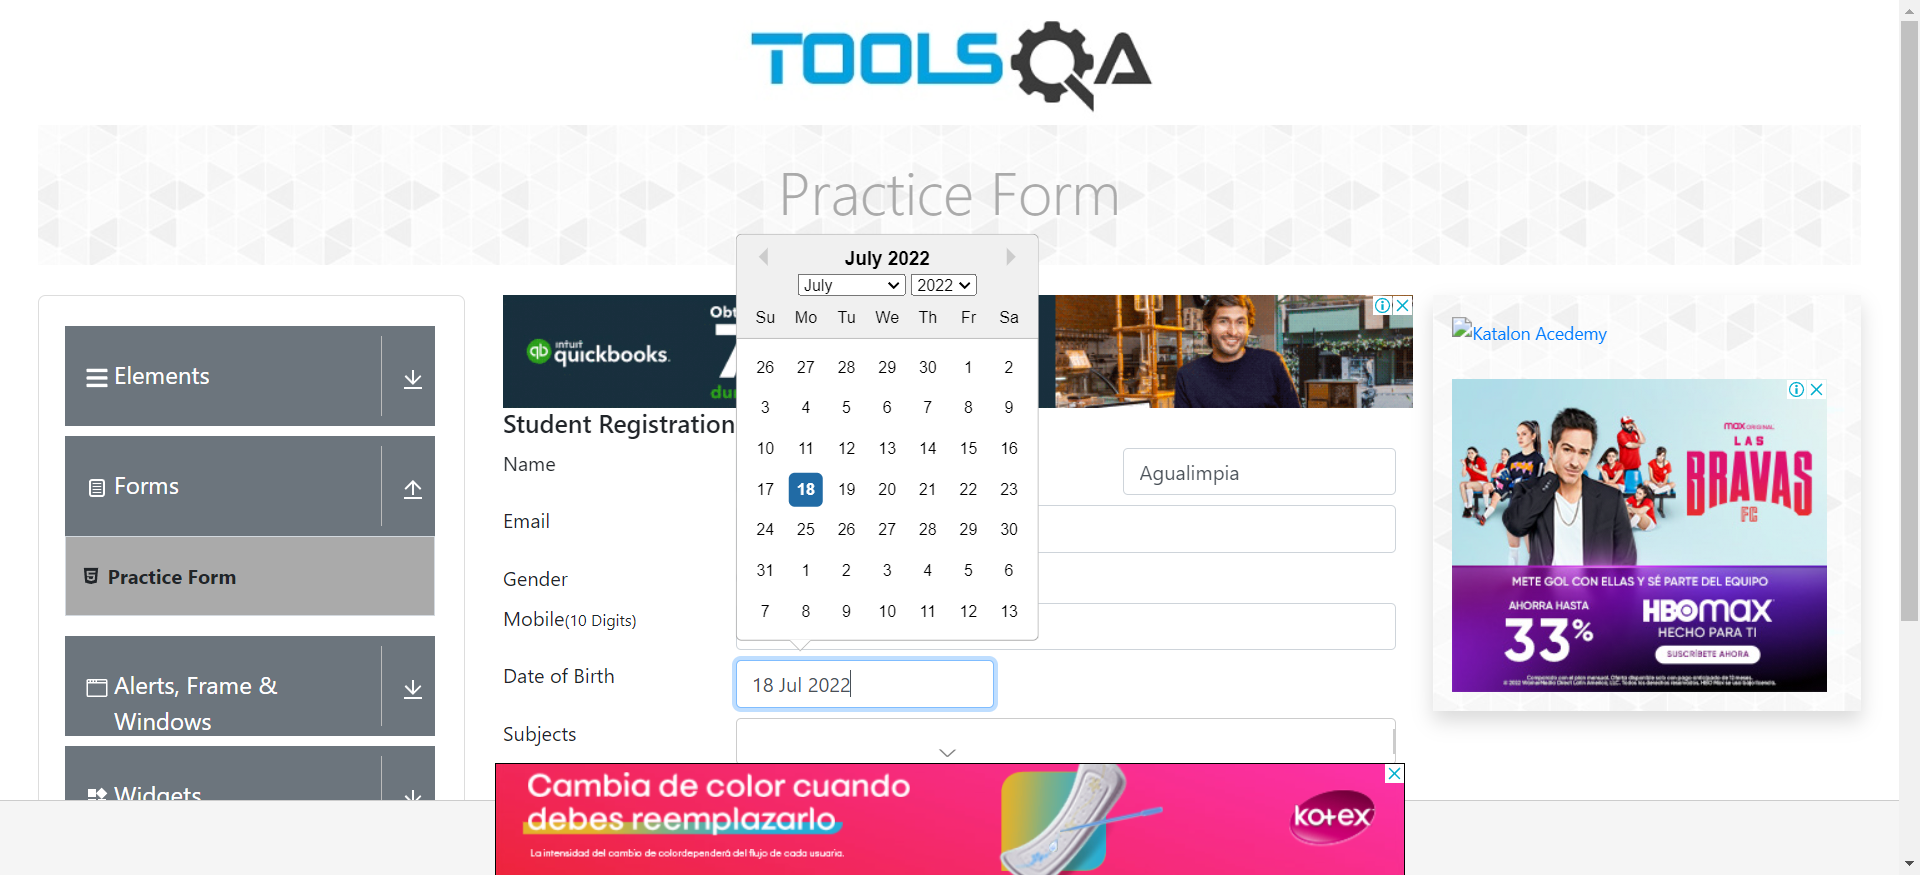 TOOLSQA
Practice Form
July 2022
July
2022
Su Mo Tu We Th Fr Sa
26 27 28 29 30 1 2
3 4 5 6 7 8 9
10 11 12 13 14 15 16
17 18 19 20 21 22 23
24 25 26 27 28 29 30
31 1 2 3 4 5 6
7 8 9 10 11 12 13
Elements
Forms
Practice Form
Alerts, Frame &
Windows
Widgets
intuit
quickbooks.
Student Registration
Name
Agualimpia
Email
Gender
Mobile(10 Digits)
Date of Birth
18 Jul 2022
Subjects
Katalon Acedemy
max ORIGINAL
LAS
BRAVAS
FC
METE GOL CON ELLAS Y SÉ PARTE DEL EQUIPO
AHORRA HASTA
33%
HBOmax
HECHO PARA TI
SUSCRÍBETE AHORA
Cambia de color cuando
debes reemplazarlo
La intensidad del cambio de colordependerá del flujo de cada usuaria.
kotex